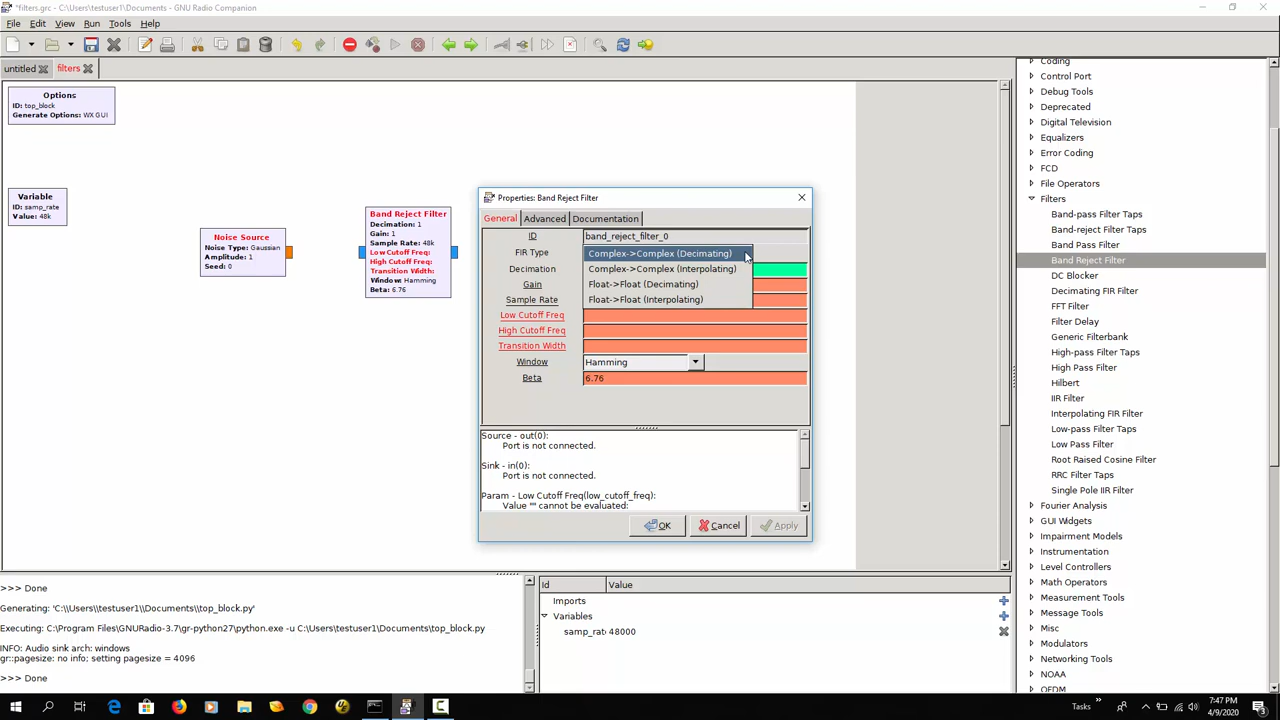 *filters.grc - C:\Users\testuser1\Documents - GNU Radio Companion
File Edit View Run Tools Help
untitled
filters
Options
ID: top_block
Generate Options: WX GUI
Variable
ID: samp_rate
Value: 48k
Noise Source
Noise Type: Gaussian
Amplitude: 1
Seed: 0
Band Reject Filter
Decimation: 1
Gain: 1
Sample Rate: 48k
Low Cutoff Freq:
High Cutoff Freq:
Transition Width:
Window: Hamming
Beta: 6.76
Properties: Band Reject Filter
General Advanced Documentation
ID band_reject_filter_0
FIR Type Complex->Complex (Decimating)
Complex->Complex (Interpolating)
Float->Float (Decimating)
Float->Float (Interpolating)
Decimation
Gain
Sample Rate
Low Cutoff Freq
High Cutoff Freq
Transition Width
Window Hamming
Beta 6.76
Source - out(0):
Port is not connected.
Sink - in(0):
Port is not connected.
Param - Low Cutoff Freq(low_cutoff_freq):
Value "" cannot be evaluated:
OK Cancel Apply
Coding
Control Port
Debug Tools
Deprecated
Digital Television
Equalizers
Error Coding
FCD
File Operators
Filters
Band-pass Filter Taps
Band-reject Filter Taps
Band Pass Filter
Band Reject Filter
DC Blocker
Decimating FIR Filter
FFT Filter
Filter Delay
Generic Filterbank
High-pass Filter Taps
High Pass Filter
Hilbert
IIR Filter
Interpolating FIR Filter
Low-pass Filter Taps
Low Pass Filter
Root Raised Cosine Filter
RRC Filter Taps
Single Pole IIR Filter
Fourier Analysis
GUI Widgets
Impairment Models
Instrumentation
Level Controllers
Math Operators
Measurement Tools
Message Tools
Misc
Modulators
Networking Tools
NOAA
OFDM
>>> Done
Generating: 'C:\\Users\\testuser1\\Documents\\top_block.py'
Executing: C:\Program Files\GNURadio-3.7\gr-python27\python.exe -u C:\Users\testuser1\Documents\top_block.py
INFO: Audio sink arch: windows
gr::pagesize: no info; setting pagesize = 4096
>>> Done
Id Value
Imports
Variables
samp_rate 48000
Tasks
7:47 PM
4/9/2020